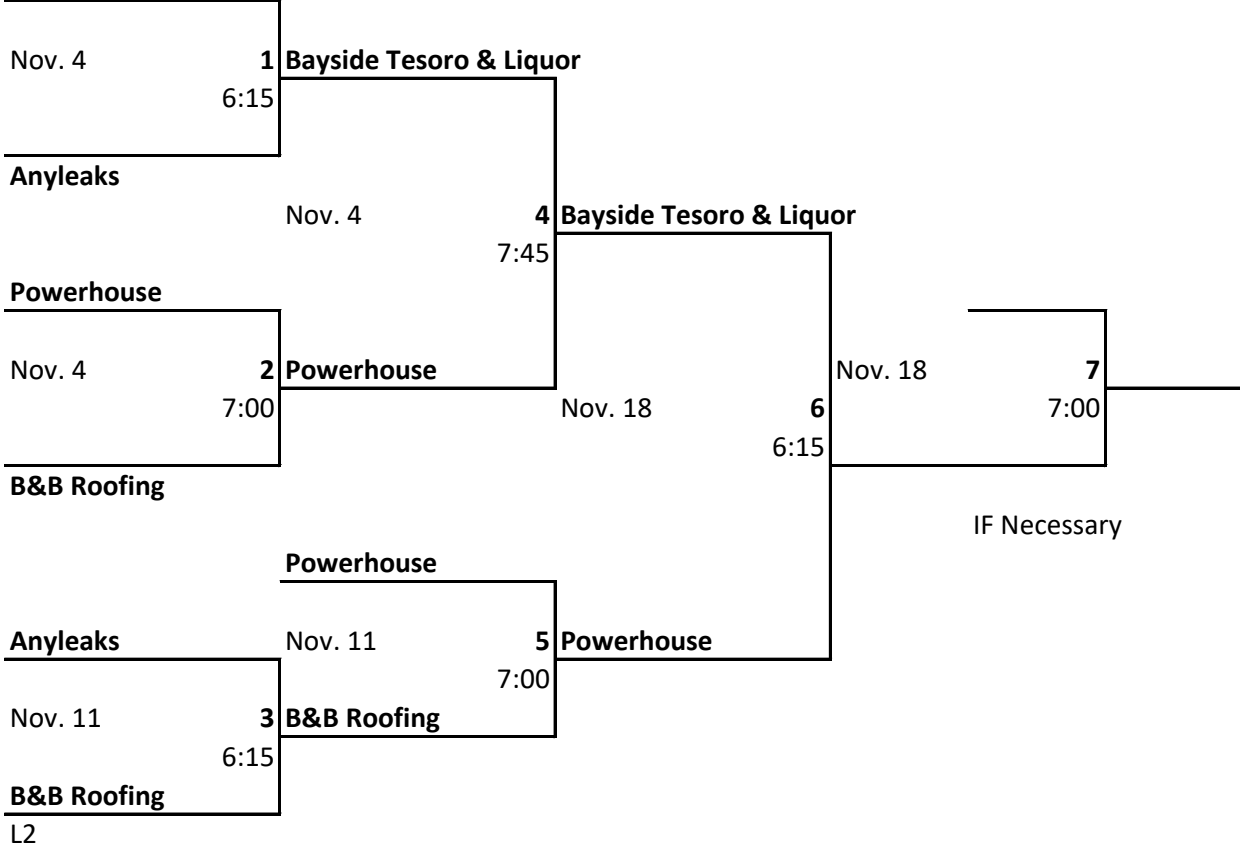 Nov. 4 1 Bayside Tesoro & Liquor
6:15
Anyleaks
Nov. 4 4 Bayside Tesoro & Liquor
7:45
Powerhouse
Nov. 4 2 Powerhouse Nov. 18 7
7:00 Nov. 18 6 7:00
6:15
B&B Roofing
IF Necessary
Powerhouse
Anyleaks Nov. 11 5 Powerhouse
7:00
Nov. 11 3 B&B Roofing
6:15
B&B Roofing
L2